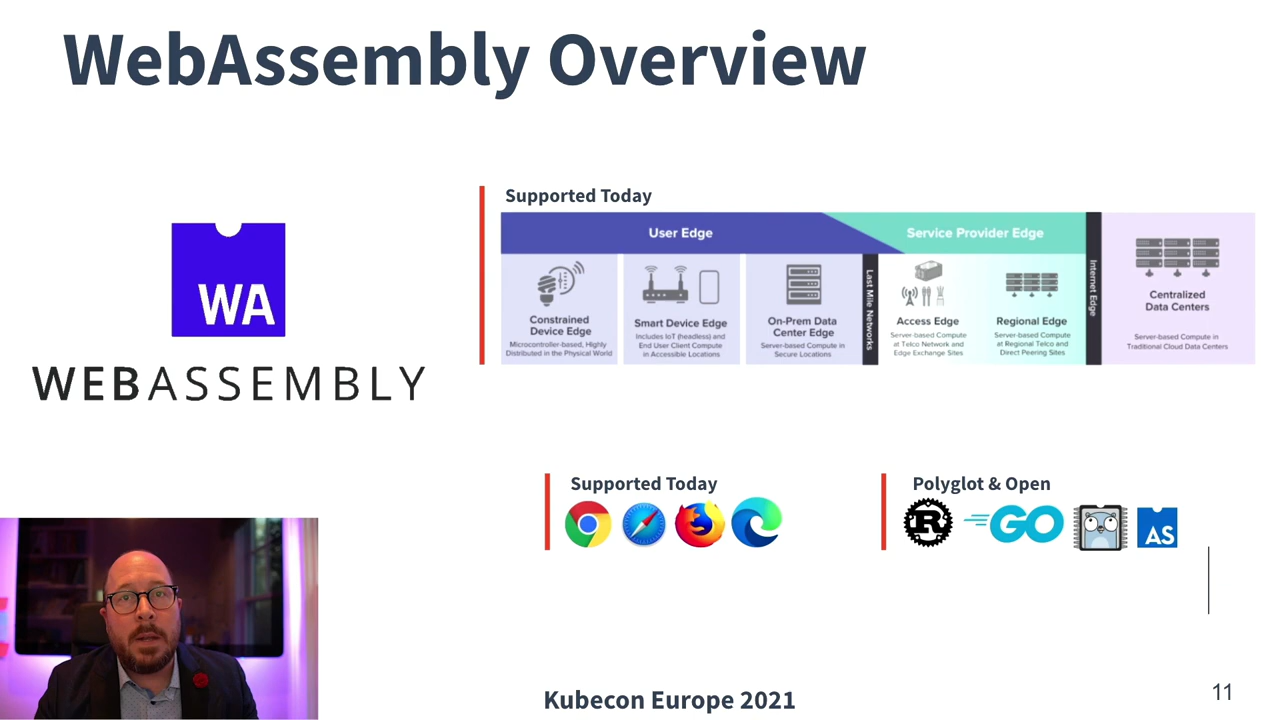 WebAssembly Overview
Supported Today
User Edge
Service Provider Edge
Constrained
Device Edge
Microcontroller-based, Highly
Distributed in the Physical World
Smart Device Edge
Includes IoT (headless) and
End User Client Compute
in Accessible Locations
On-Prem Data
Center Edge
Server-based Compute in
Secure Locations
Last Mile Networks
Access Edge
Server-based Compute
at Telco Network and
Edge Exchange Sites
Regional Edge
Server-based Compute
at Regional Telco and
Direct Peering Sites
Internet Edge
Centralized
Data Centers
Server-based Compute in
Traditional Cloud Data Centers
WA
WEBASSEMBLY
Supported Today
Polyglot & Open
R
GO
AS
Kubecon Europe 2021
11